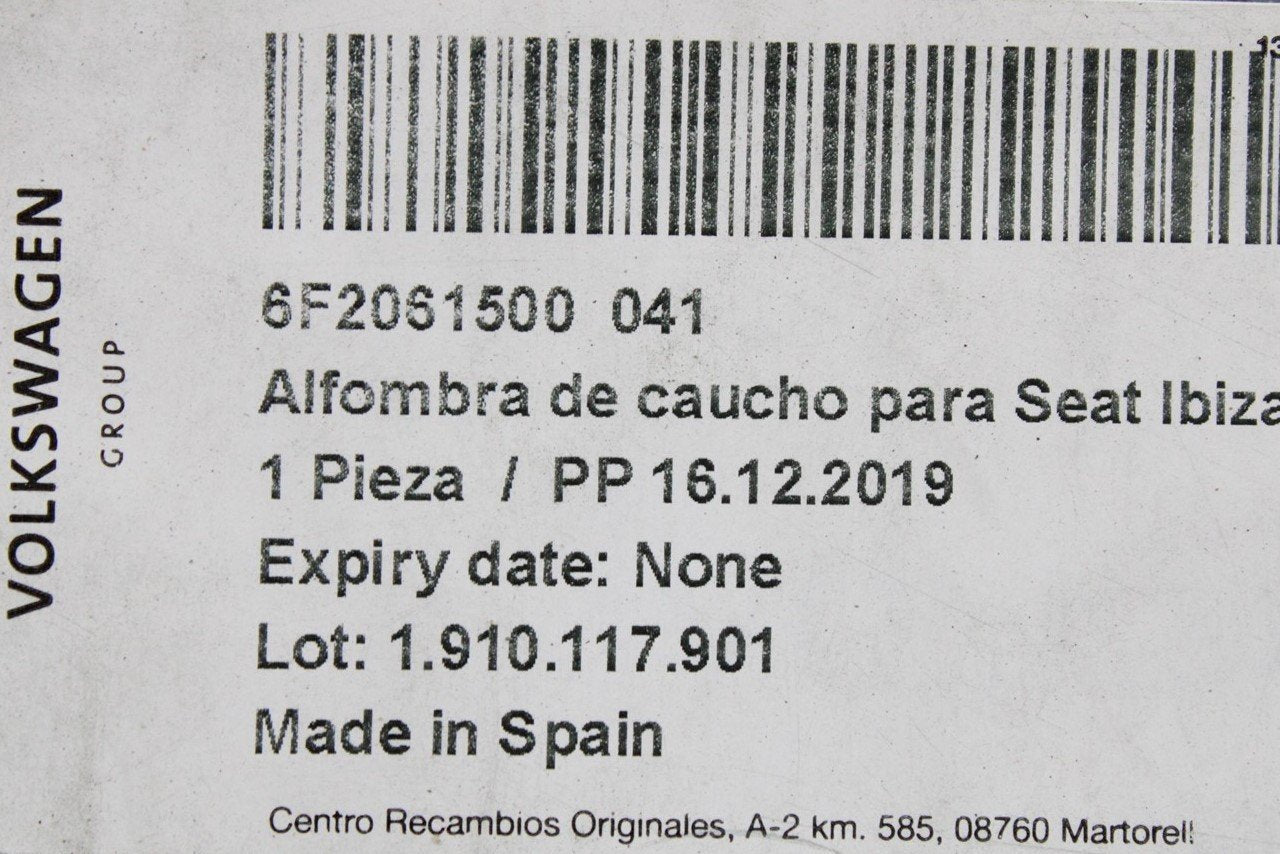 13
VOLKSWAGEN
GROUP
6F2061500 041
Alfombra de caucho para Seat Ibiza
1 Pieza / PP 16.12.2019
Expiry date: None
Lot: 1.910.117.901
Made in Spain
Centro Recambios Originales, A-2 km. 585, 08760 Martorell